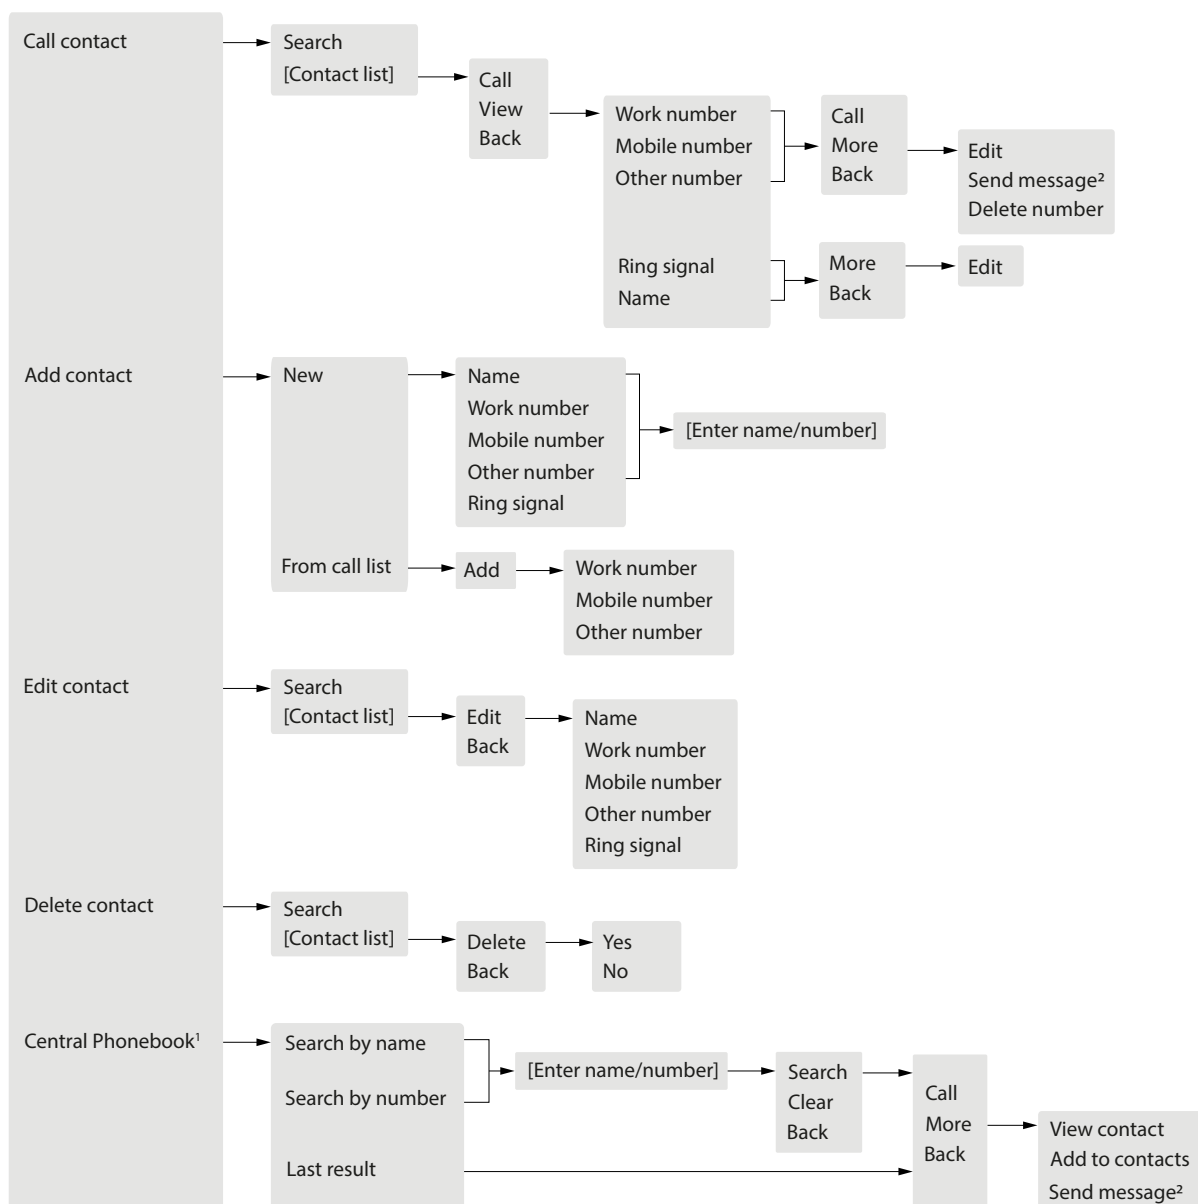 Call contact
Search
[Contact list]
Call
View
Back
Work number
Mobile number
Other number
Ring signal
Name
Call
More
Back
Edit
Send message²
Delete number
More
Back
Edit
Add contact
New
Name
Work number
Mobile number
Other number
Ring signal
[Enter name/number]
From call list
Add
Work number
Mobile number
Other number
Edit contact
Search
[Contact list]
Edit
Back
Name
Work number
Mobile number
Other number
Ring signal
Delete contact
Search
[Contact list]
Delete
Back
Yes
No
Central Phonebook¹
Search by name
Search by number
Last result
[Enter name/number]
Search
Clear
Back
Call
More
Back
View contact
Add to contacts
Send message²